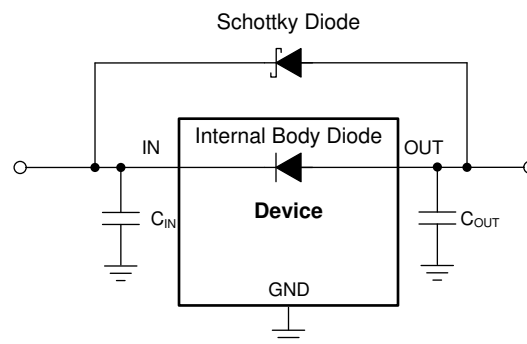 Schottky Diode
IN
Internal Body Diode
OUT
C_IN
Device
C_OUT
GND